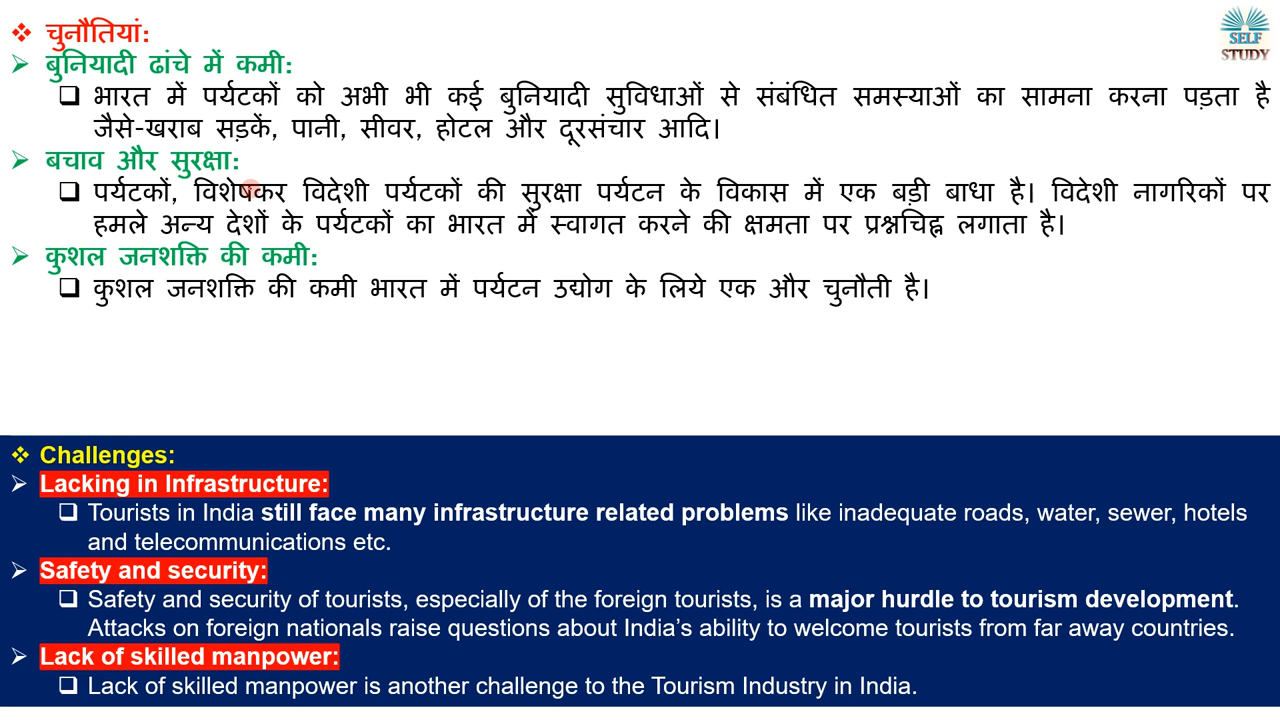 ❖ चुनौतियां:
SELF
STUDY
➢ बुनियादी ढांचे में कमी:
❑ भारत में पर्यटकों को अभी भी कई बुनियादी सुविधाओं से संबंधित समस्याओं का सामना करना पड़ता है
जैसे-खराब सड़कें, पानी, सीवर, होटल और दूरसंचार आदि।
➢ बचाव और सुरक्षा:
❑ पर्यटकों, विशेषकर विदेशी पर्यटकों की सुरक्षा पर्यटन के विकास में एक बड़ी बाधा है। विदेशी नागरिकों पर
हमले अन्य देशों के पर्यटकों का भारत में स्वागत करने की क्षमता पर प्रश्नचिह्न लगाता है।
➢ कुशल जनशक्ति की कमी:
❑ कुशल जनशक्ति की कमी भारत में पर्यटन उद्योग के लिये एक और चुनौती है।
❖ Challenges:
➢ Lacking in Infrastructure:
❑ Tourists in India still face many infrastructure related problems like inadequate roads, water, sewer, hotels
and telecommunications etc.
➢ Safety and security:
❑ Safety and security of tourists, especially of the foreign tourists, is a major hurdle to tourism development.
Attacks on foreign nationals raise questions about India's ability to welcome tourists from far away countries.
➢ Lack of skilled manpower:
❑ Lack of skilled manpower is another challenge to the Tourism Industry in India.